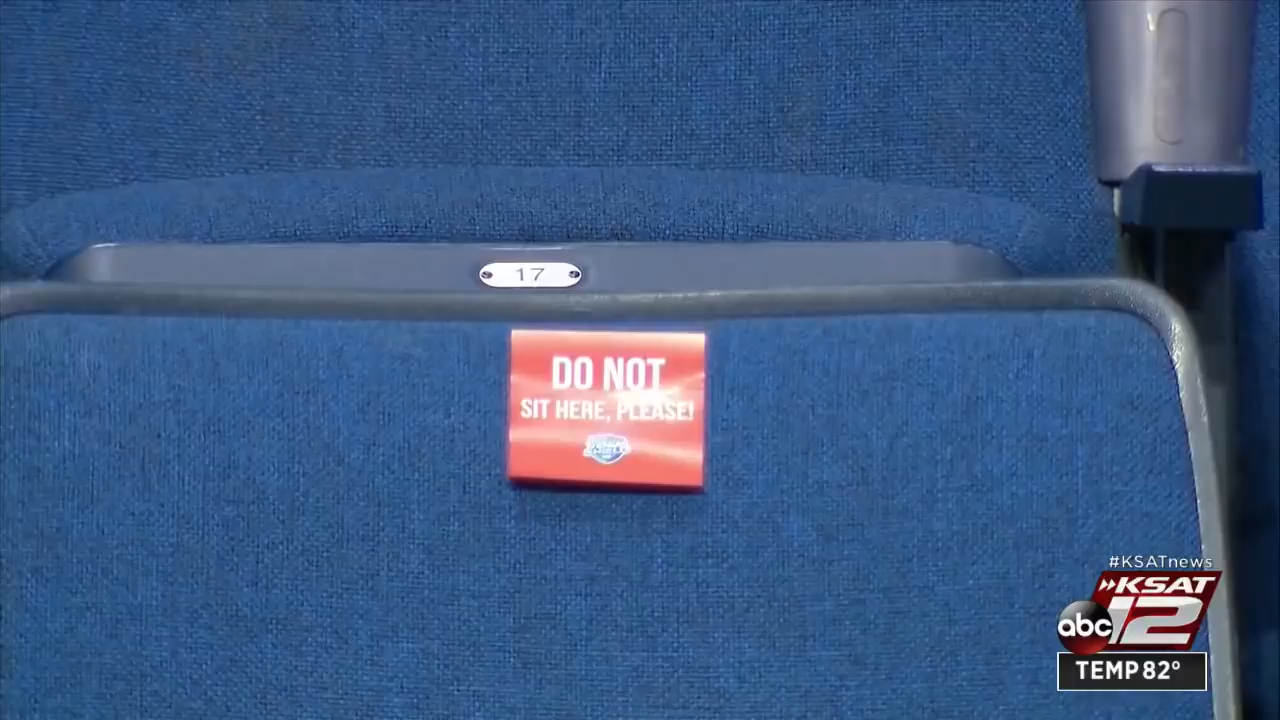 17
DO NOT
SIT HERE, PLEASE!
#KSATnews
KSAT
abc 12
TEMP 82°